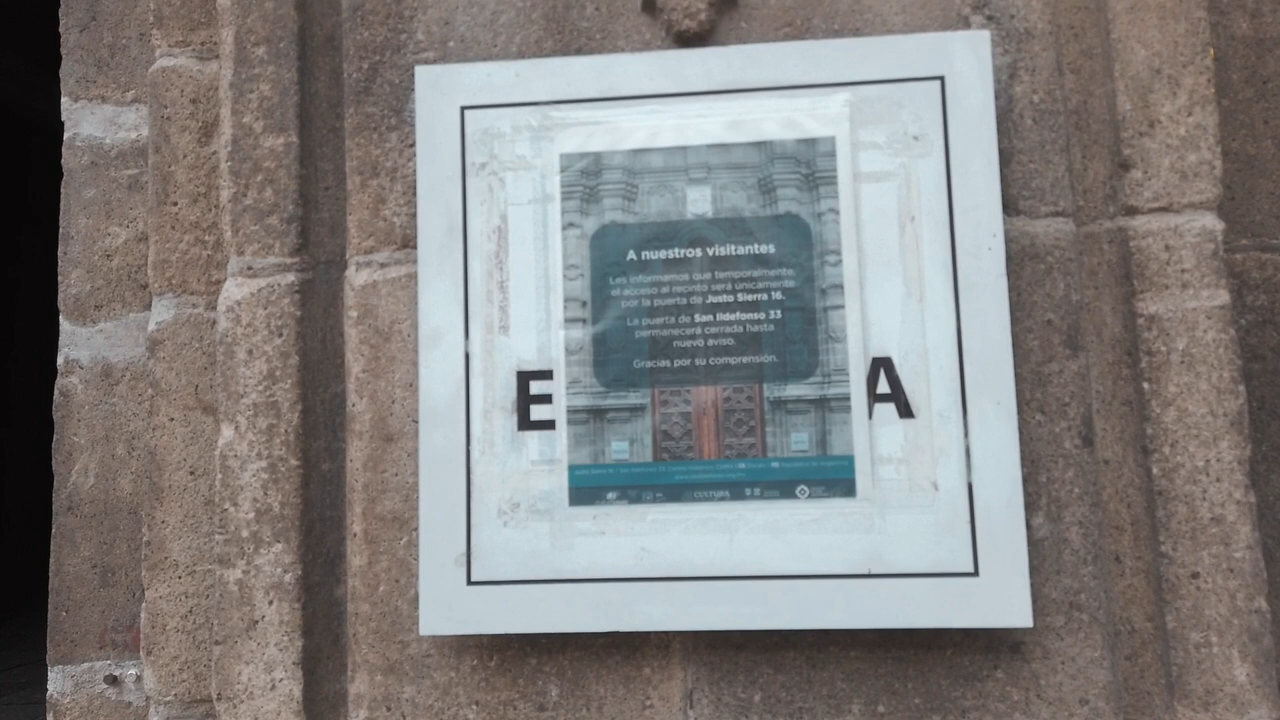 A nuestros visitantes
Les informamos que temporalmente,
el acceso al recinto será únicamente
por la puerta de Justo Sierra 16.
La puerta de San Ildefonso 33
permanecerá cerrada hasta
nuevo aviso.
Gracias por su comprensión.
E A
CULTURA